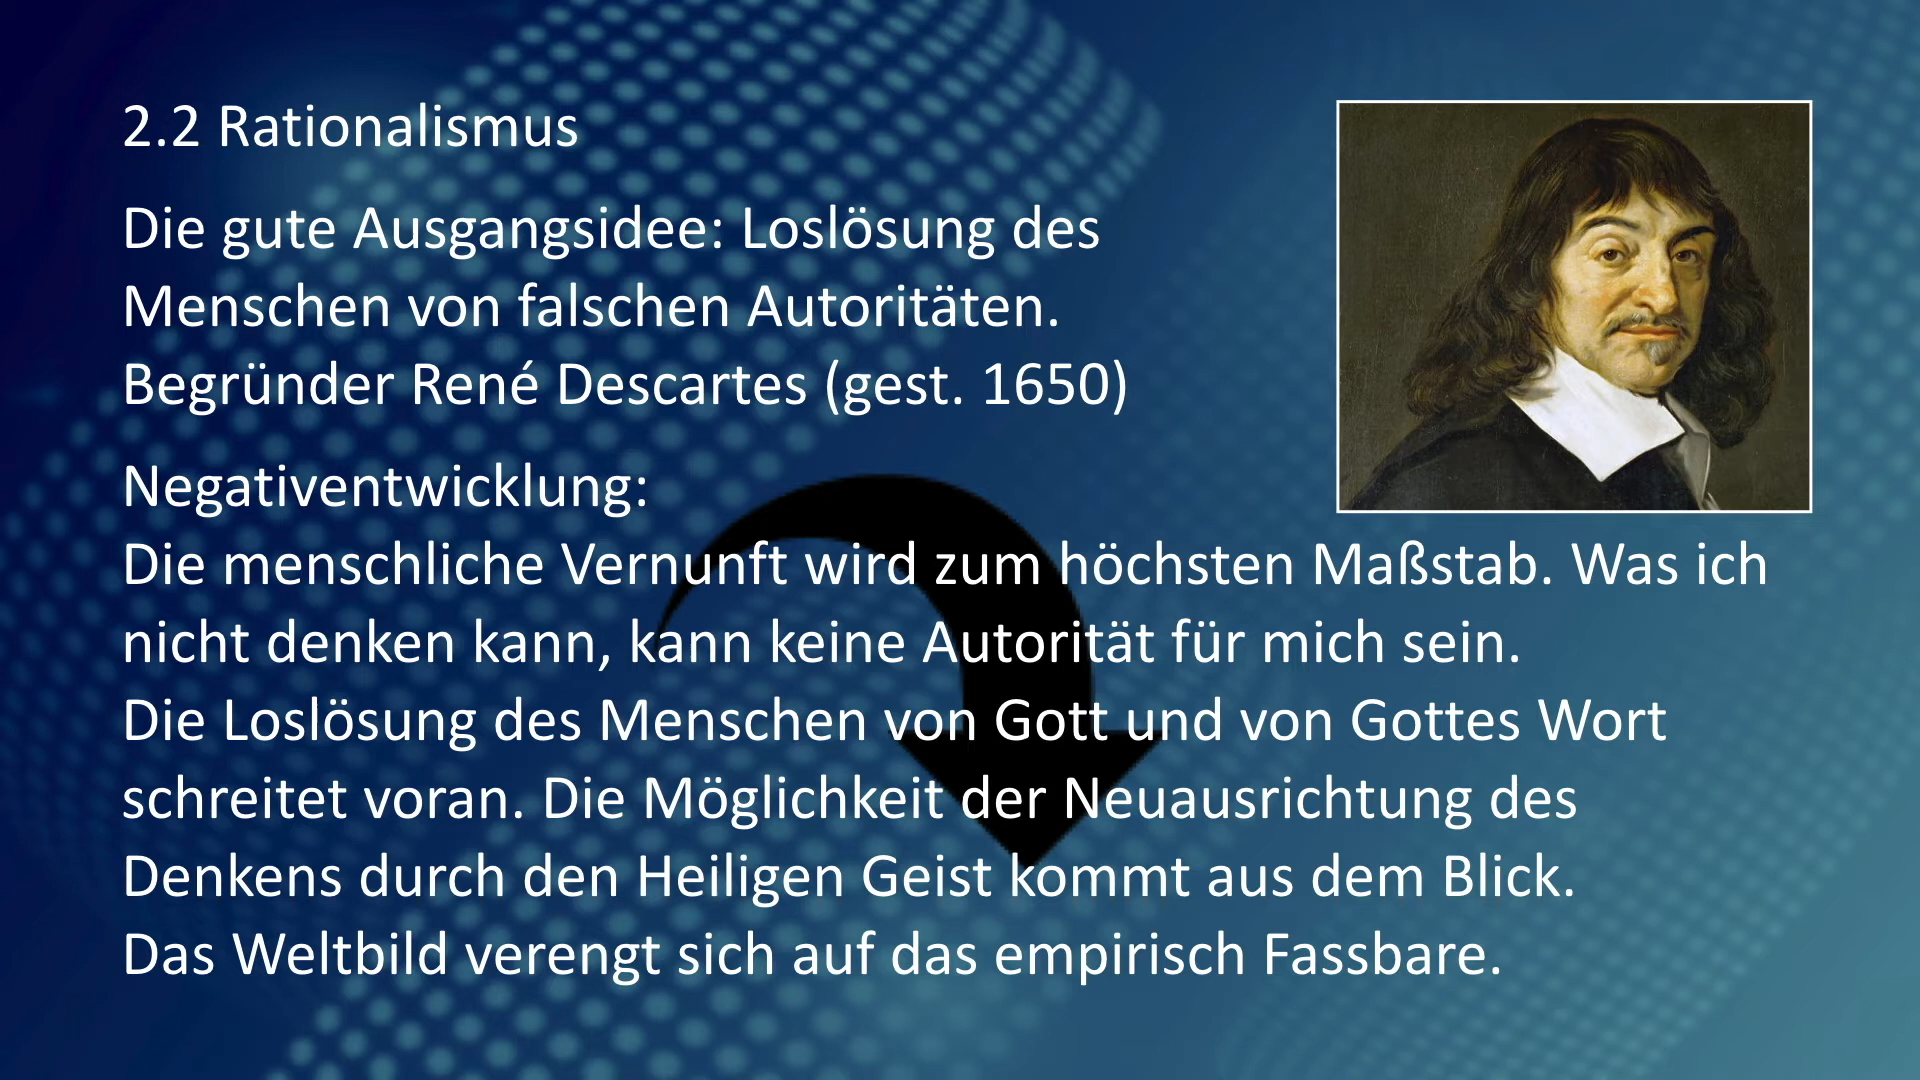 2.2 Rationalismus
Die gute Ausgangsidee: Loslösung des
Menschen von falschen Autoritäten.
Begründer René Descartes (gest. 1650)
Negativentwicklung:
Die menschliche Vernunft wird zum höchsten Maßstab. Was ich
nicht denken kann, kann keine Autorität für mich sein.
Die Loslösung des Menschen von Gott und von Gottes Wort
schreitet voran. Die Möglichkeit der Neuausrichtung des
Denkens durch den Heiligen Geist kommt aus dem Blick.
Das Weltbild verengt sich auf das empirisch Fassbare.